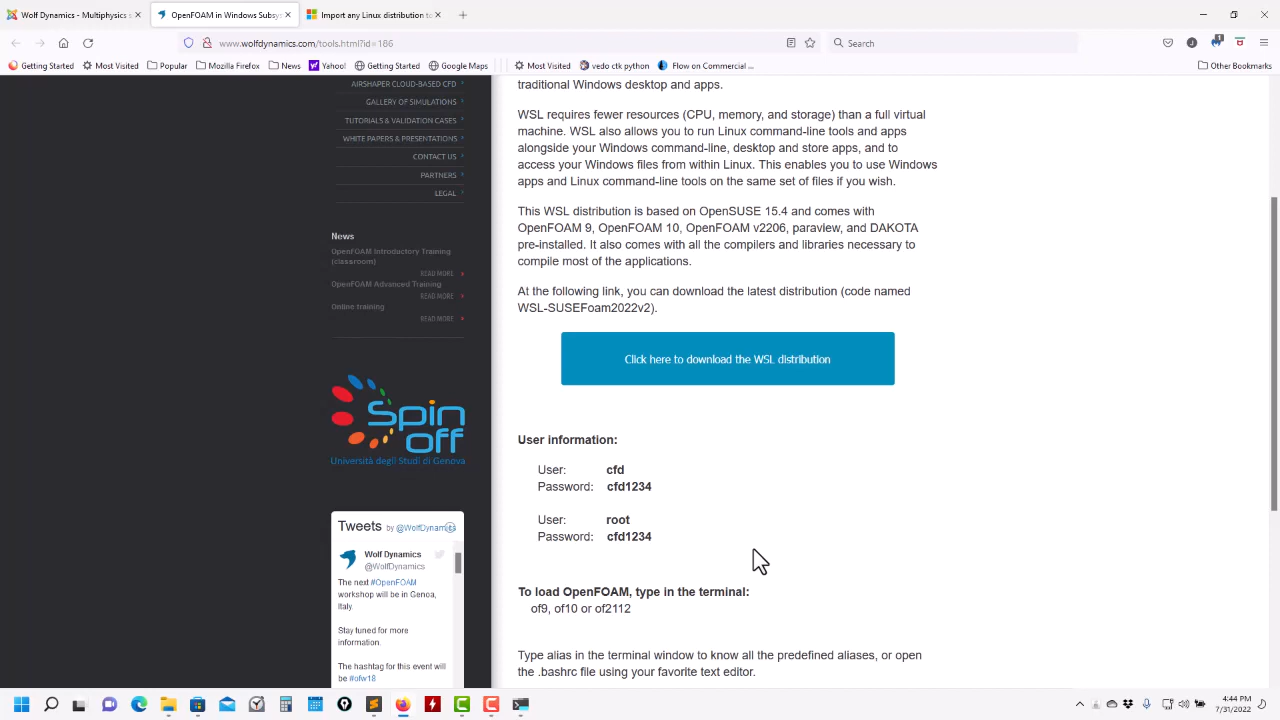 Wolf Dynamics - Multiphysics s
OpenFOAM in Windows Subsy
Import - Mathematics and com
www.wolfdynamics.com/tools.html?id=186
Search
Getting Started
Most Visited
Popular
Mozilla Firefox
News
Yahoo!
Getting Started
Google Maps
Most Visited
vedo ctk python
Flow on Commercial ...
Other Bookmarks
AIRSHAPER CLOUD-BASED CFD
GALLERY OF SIMULATIONS
TUTORIALS & VALIDATION CASES
WHITE PAPERS & PRESENTATIONS
CONTACT US
PARTNERS
LEGAL
News
OpenFOAM Introductory Training
(classroom)
READ MORE
OpenFOAM Advanced Training
READ MORE
Online training
READ MORE
Spin
off
Università degli Studi di Genova
Tweets by @WolfDynamics
Wolf Dynamics
@WolfDynamics
The next #OpenFOAM
workshop will be in Genoa,
Italy.
Stay tuned for more
information.
The hashtag for this event will
be #ofw18
traditional Windows desktop and apps.
WSL requires fewer resources (CPU, memory, and storage) than a full virtual
machine. WSL also allows you to run Linux command-line tools and apps
alongside your Windows command-line, desktop and store apps, and to
access your Windows files from within Linux. This enables you to use Windows
apps and Linux command-line tools on the same set of files if you wish.
This WSL distribution is based on OpenSUSE 15.4 and comes with
OpenFOAM 9, OpenFOAM 10, OpenFOAM v2206, paraview, and DAKOTA
pre-installed. It also comes with all the compilers and libraries necessary to
compile most of the applications.
At the following link, you can download the latest distribution (code named
WSL-SUSEFoam2022v2).
Click here to download the WSL distribution
User information:
User: cfd
Password: cfd1234
User: root
Password: cfd1234
To load OpenFOAM, type in the terminal:
of9, of10 or of2112
Type alias in the terminal window to know all the predefined aliases, or open
the .bashrc file using your favorite text editor.
4:44 PM
7/31/2022